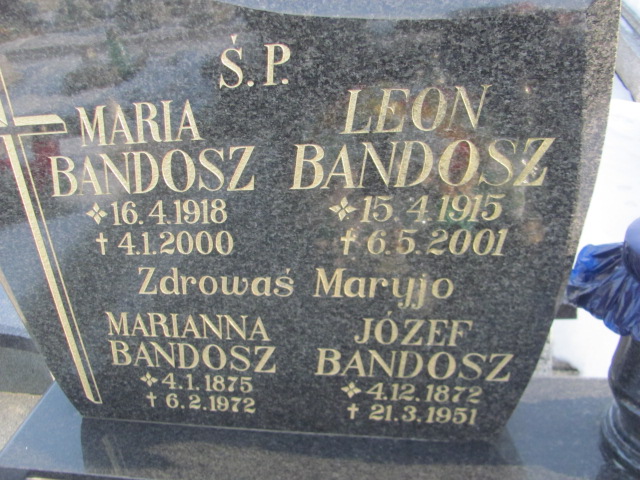 Ś.P.
MARIA
BANDOSZ
16.4.1918
† 4.1.2000
LEON
BANDOSZ
15.4.1915
† 6.5.2001
Zdrowaś Maryjo
MARIANNA
BANDOSZ
4.1.1875
† 6.2.1972
JÓZEF
BANDOSZ
4.12.1872
† 21.3.1951